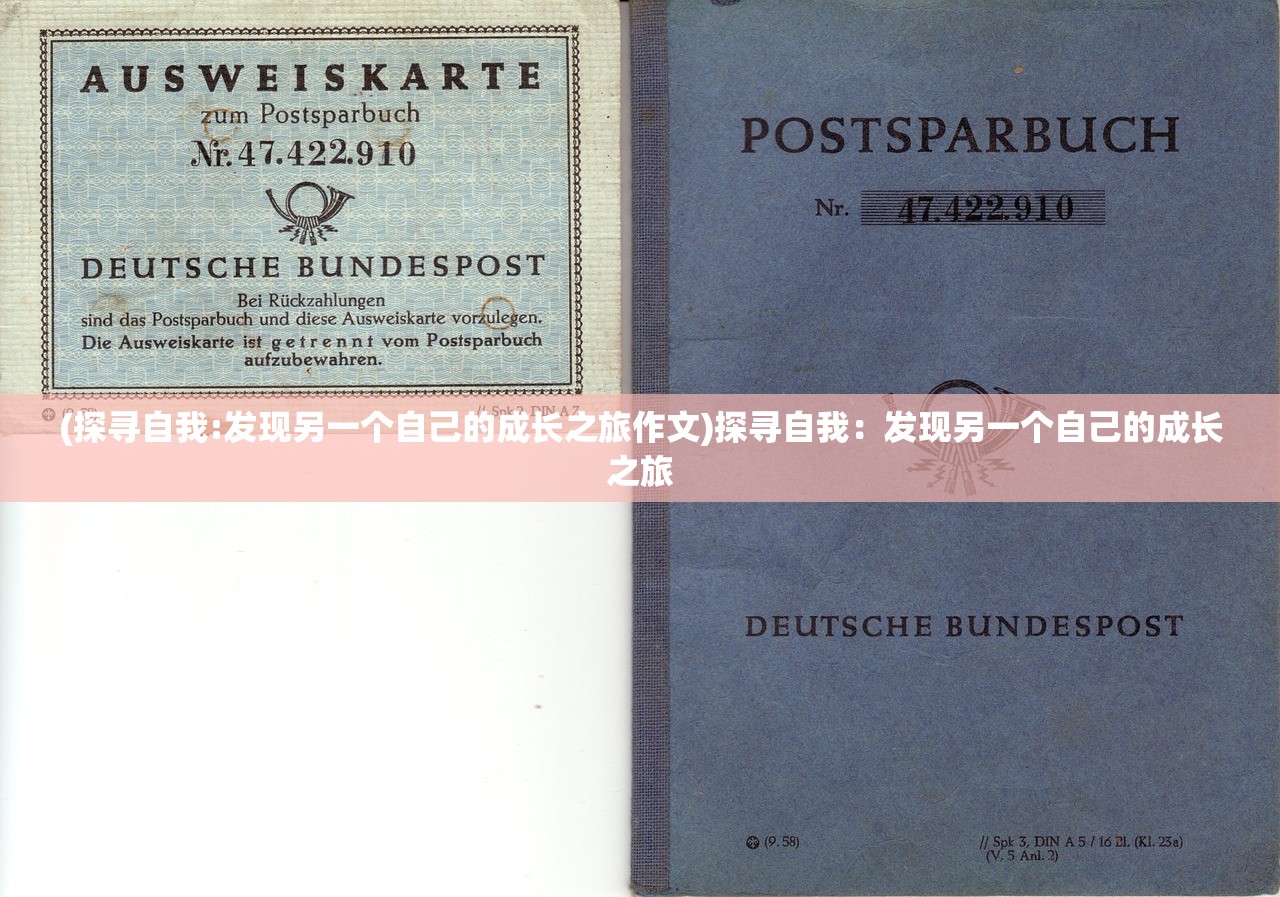 AUSWEISKARTE
zum Postsparbuch
Nr. 47.422.910
DEUTSCHE BUNDESPOST
Bei Rückzahlungen
sind das Postsparbuch und diese Ausweiskarte vorzulegen.
Die Ausweiskarte ist getrennt vom Postsparbuch
aufzubewahren.
POSTSPARBUCH
Nr. 47.422.910
(探寻自我:发现另一个自己的成长之旅作文)探寻自我：发现另一个自己的成长
之旅
DEUTSCHE BUNDESPOST
(9. 58)
// Spk 3, DIN A 5 / 16 Bl. (Kl. 23a)
(V, 5 Anl. 2)